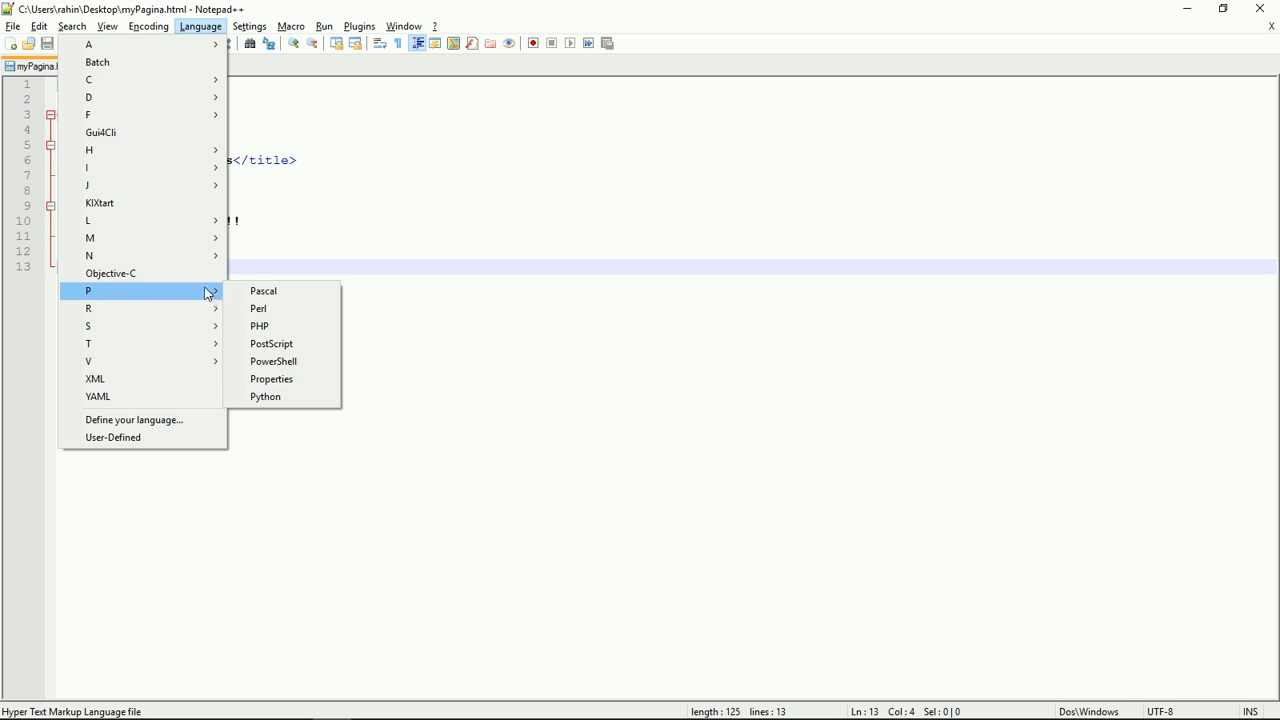 C:\Users\rahin\Desktop\myPagina.html - Notepad++
File Edit Search View Encoding Language Settings Macro Run Plugins Window ?
X
myPagina.
1
2
3
4
5
6 s</title>
7
8
9
10 !!
11
12
13
A
Batch
C
D
F
Gui4Cli
H
I
J
KIXtart
L
M
N
Objective-C
P
R
S
T
V
XML
YAML
Define your language...
User-Defined
Pascal
Perl
PHP
PostScript
PowerShell
Properties
Python
Hyper Text Markup Language file length : 125 lines : 13 Ln : 13 Col : 4 Sel : 0 | 0 Dos\Windows UTF-8 INS